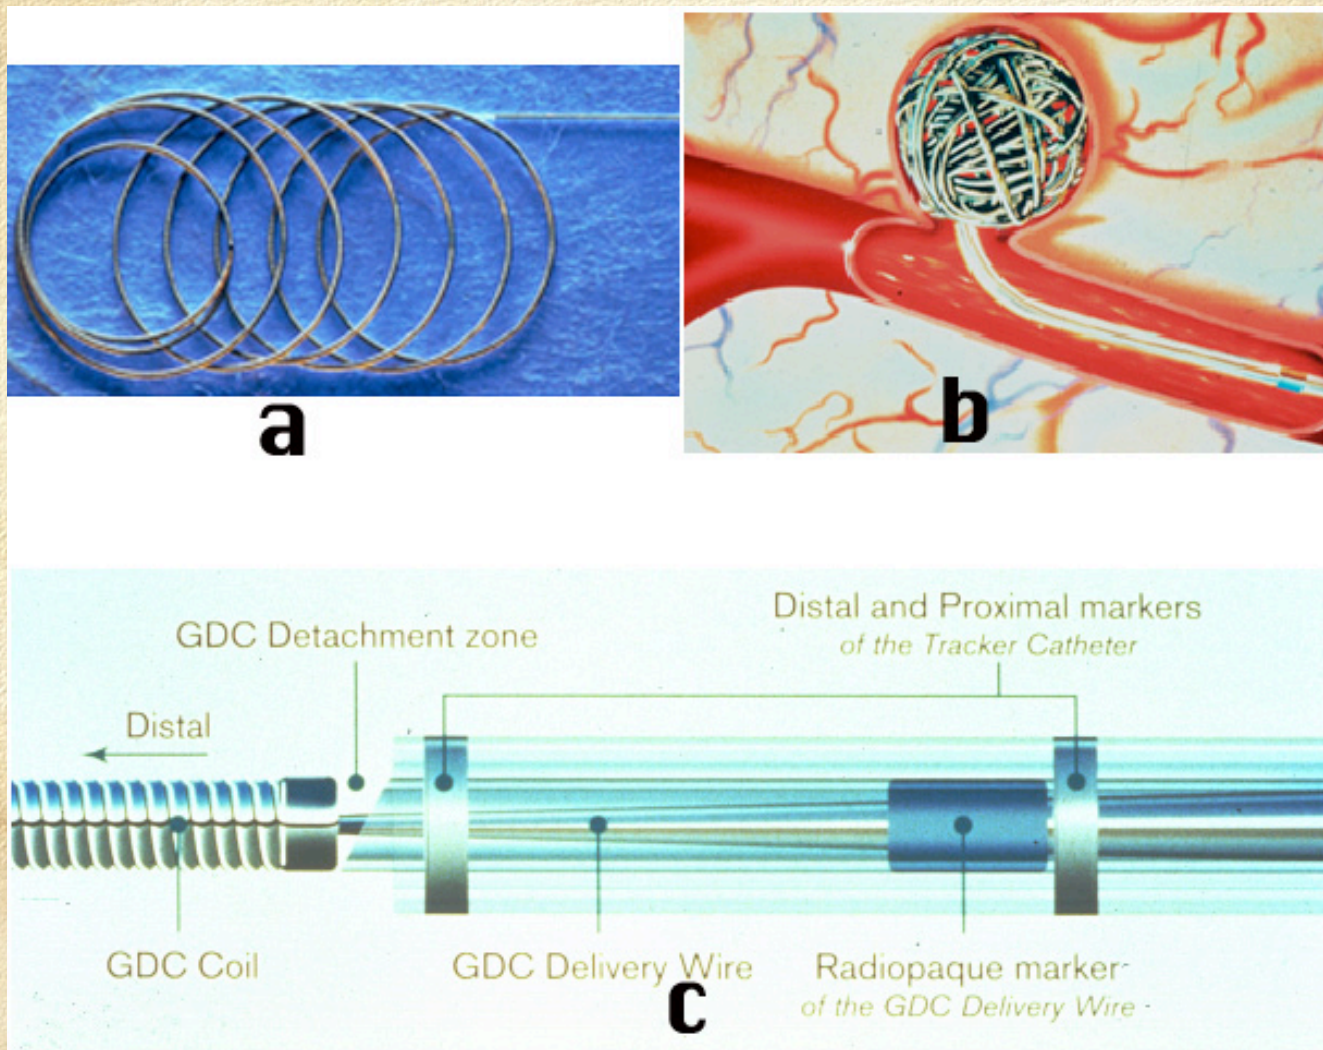 a
b
GDC Detachment zone
Distal and Proximal markers
of the Tracker Catheter
Distal
GDC Coil
GDC Delivery Wire
Radiopaque marker
of the GDC Delivery Wire
c